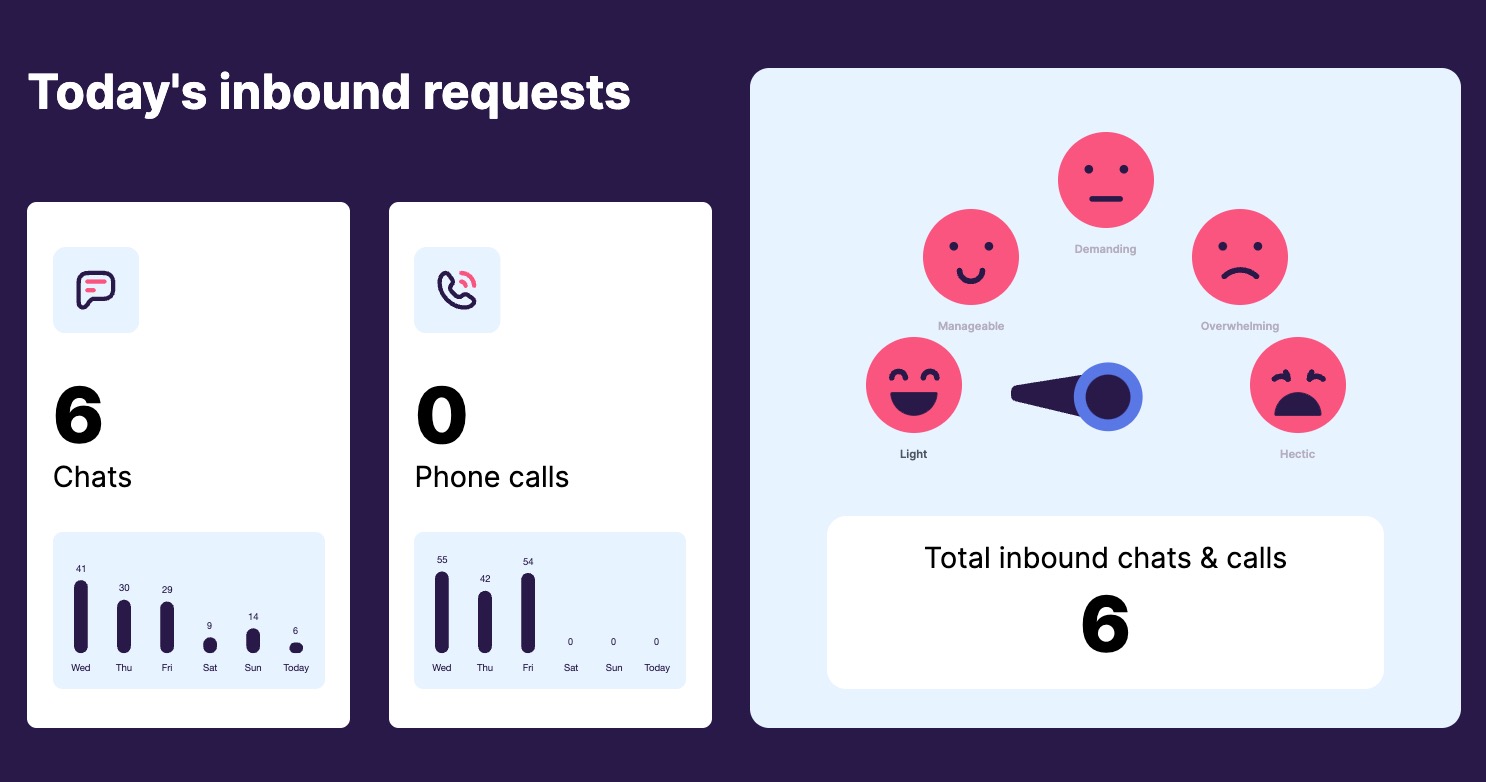 Today's inbound requests
6
Chats
41
30
29
9
14
6
Wed Thu Fri Sat Sun Today
0
Phone calls
55
42
54
0
0
0
Wed Thu Fri Sat Sun Today
Demanding
Manageable
Overwhelming
Light
Hectic
Total inbound chats & calls
6